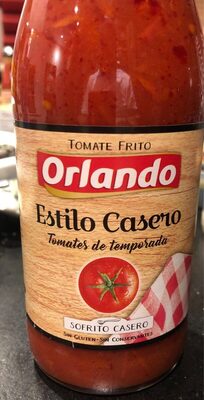 Tomate Frito
Orlando
Estilo Casero
Tomates de temporada
Sofrito Casero
Sin Gluten-Sin Conservantes